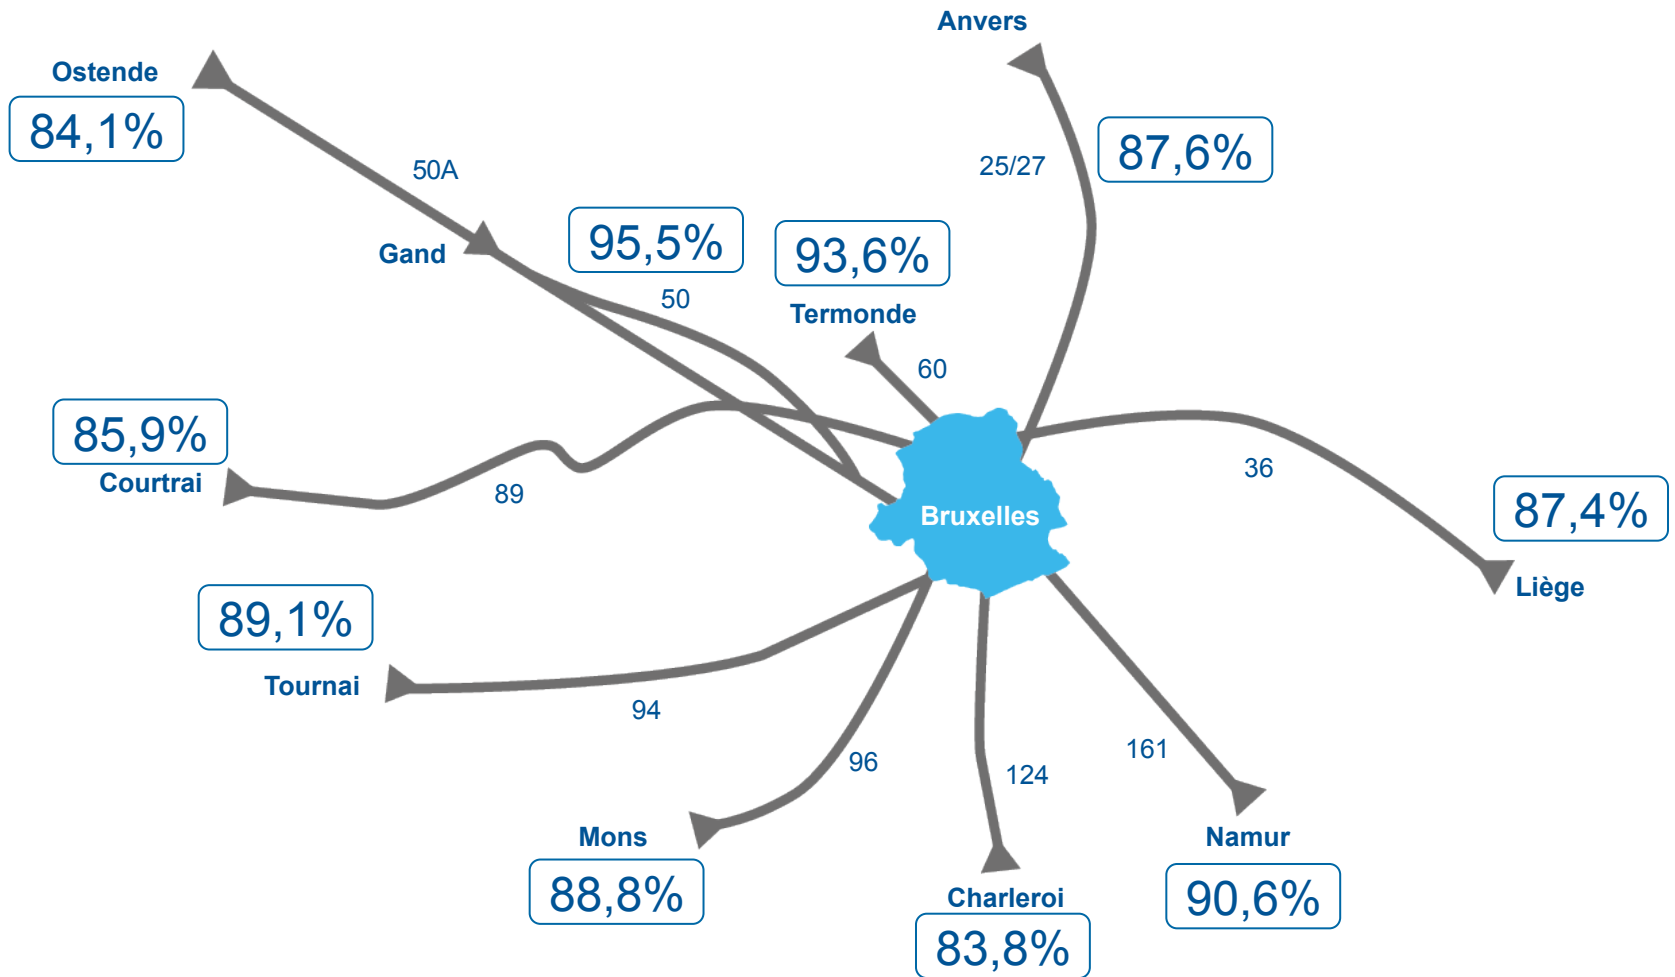 Anvers
Ostende
84,1%
87,6%
50A
25/27
95,5%
93,6%
Gand
50
Termonde
60
85,9%
Courtrai
89
36
87,4%
Bruxelles
Liège
89,1%
Tournai
94
96
124
161
Mons
88,8%
Charleroi
83,8%
Namur
90,6%